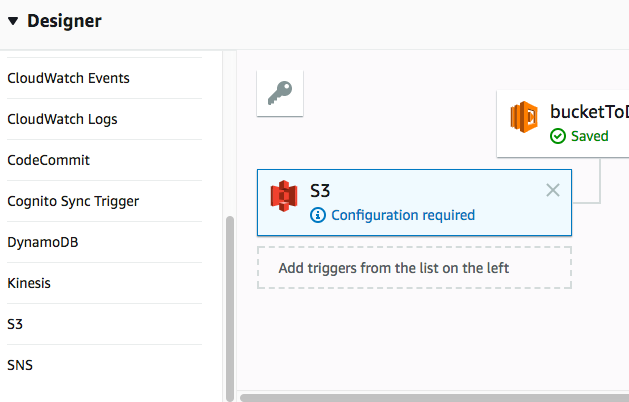 Designer
CloudWatch Events
CloudWatch Logs
CodeCommit
Cognito Sync Trigger
DynamoDB
Kinesis
S3
SNS
bucketToD
Saved
S3
Configuration required
Add triggers from the list on the left